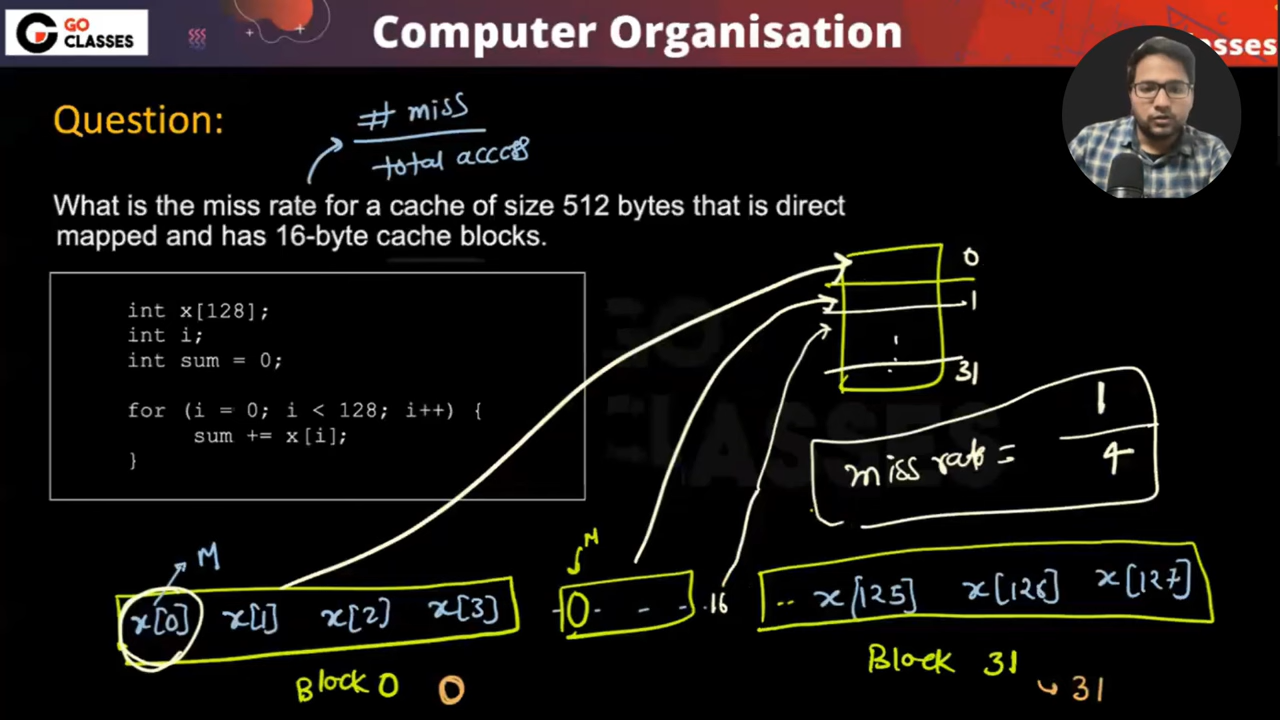 GO
CLASSES
Computer Organisation
lasses
Question:
# miss
total access
What is the miss rate for a cache of size 512 bytes that is direct
mapped and has 16-byte cache blocks.
int x[128];
int i;
int sum = 0;
for (i = 0; i < 128; i++) {
sum += x[i];
}
0
1
31
miss rate = 1
4
M
x[0] x[1] x[2] x[3]
M
0 - - -
16
.. x[125] x[126] x[127]
Block 0 0
Block 31
31
GO
CLASSES